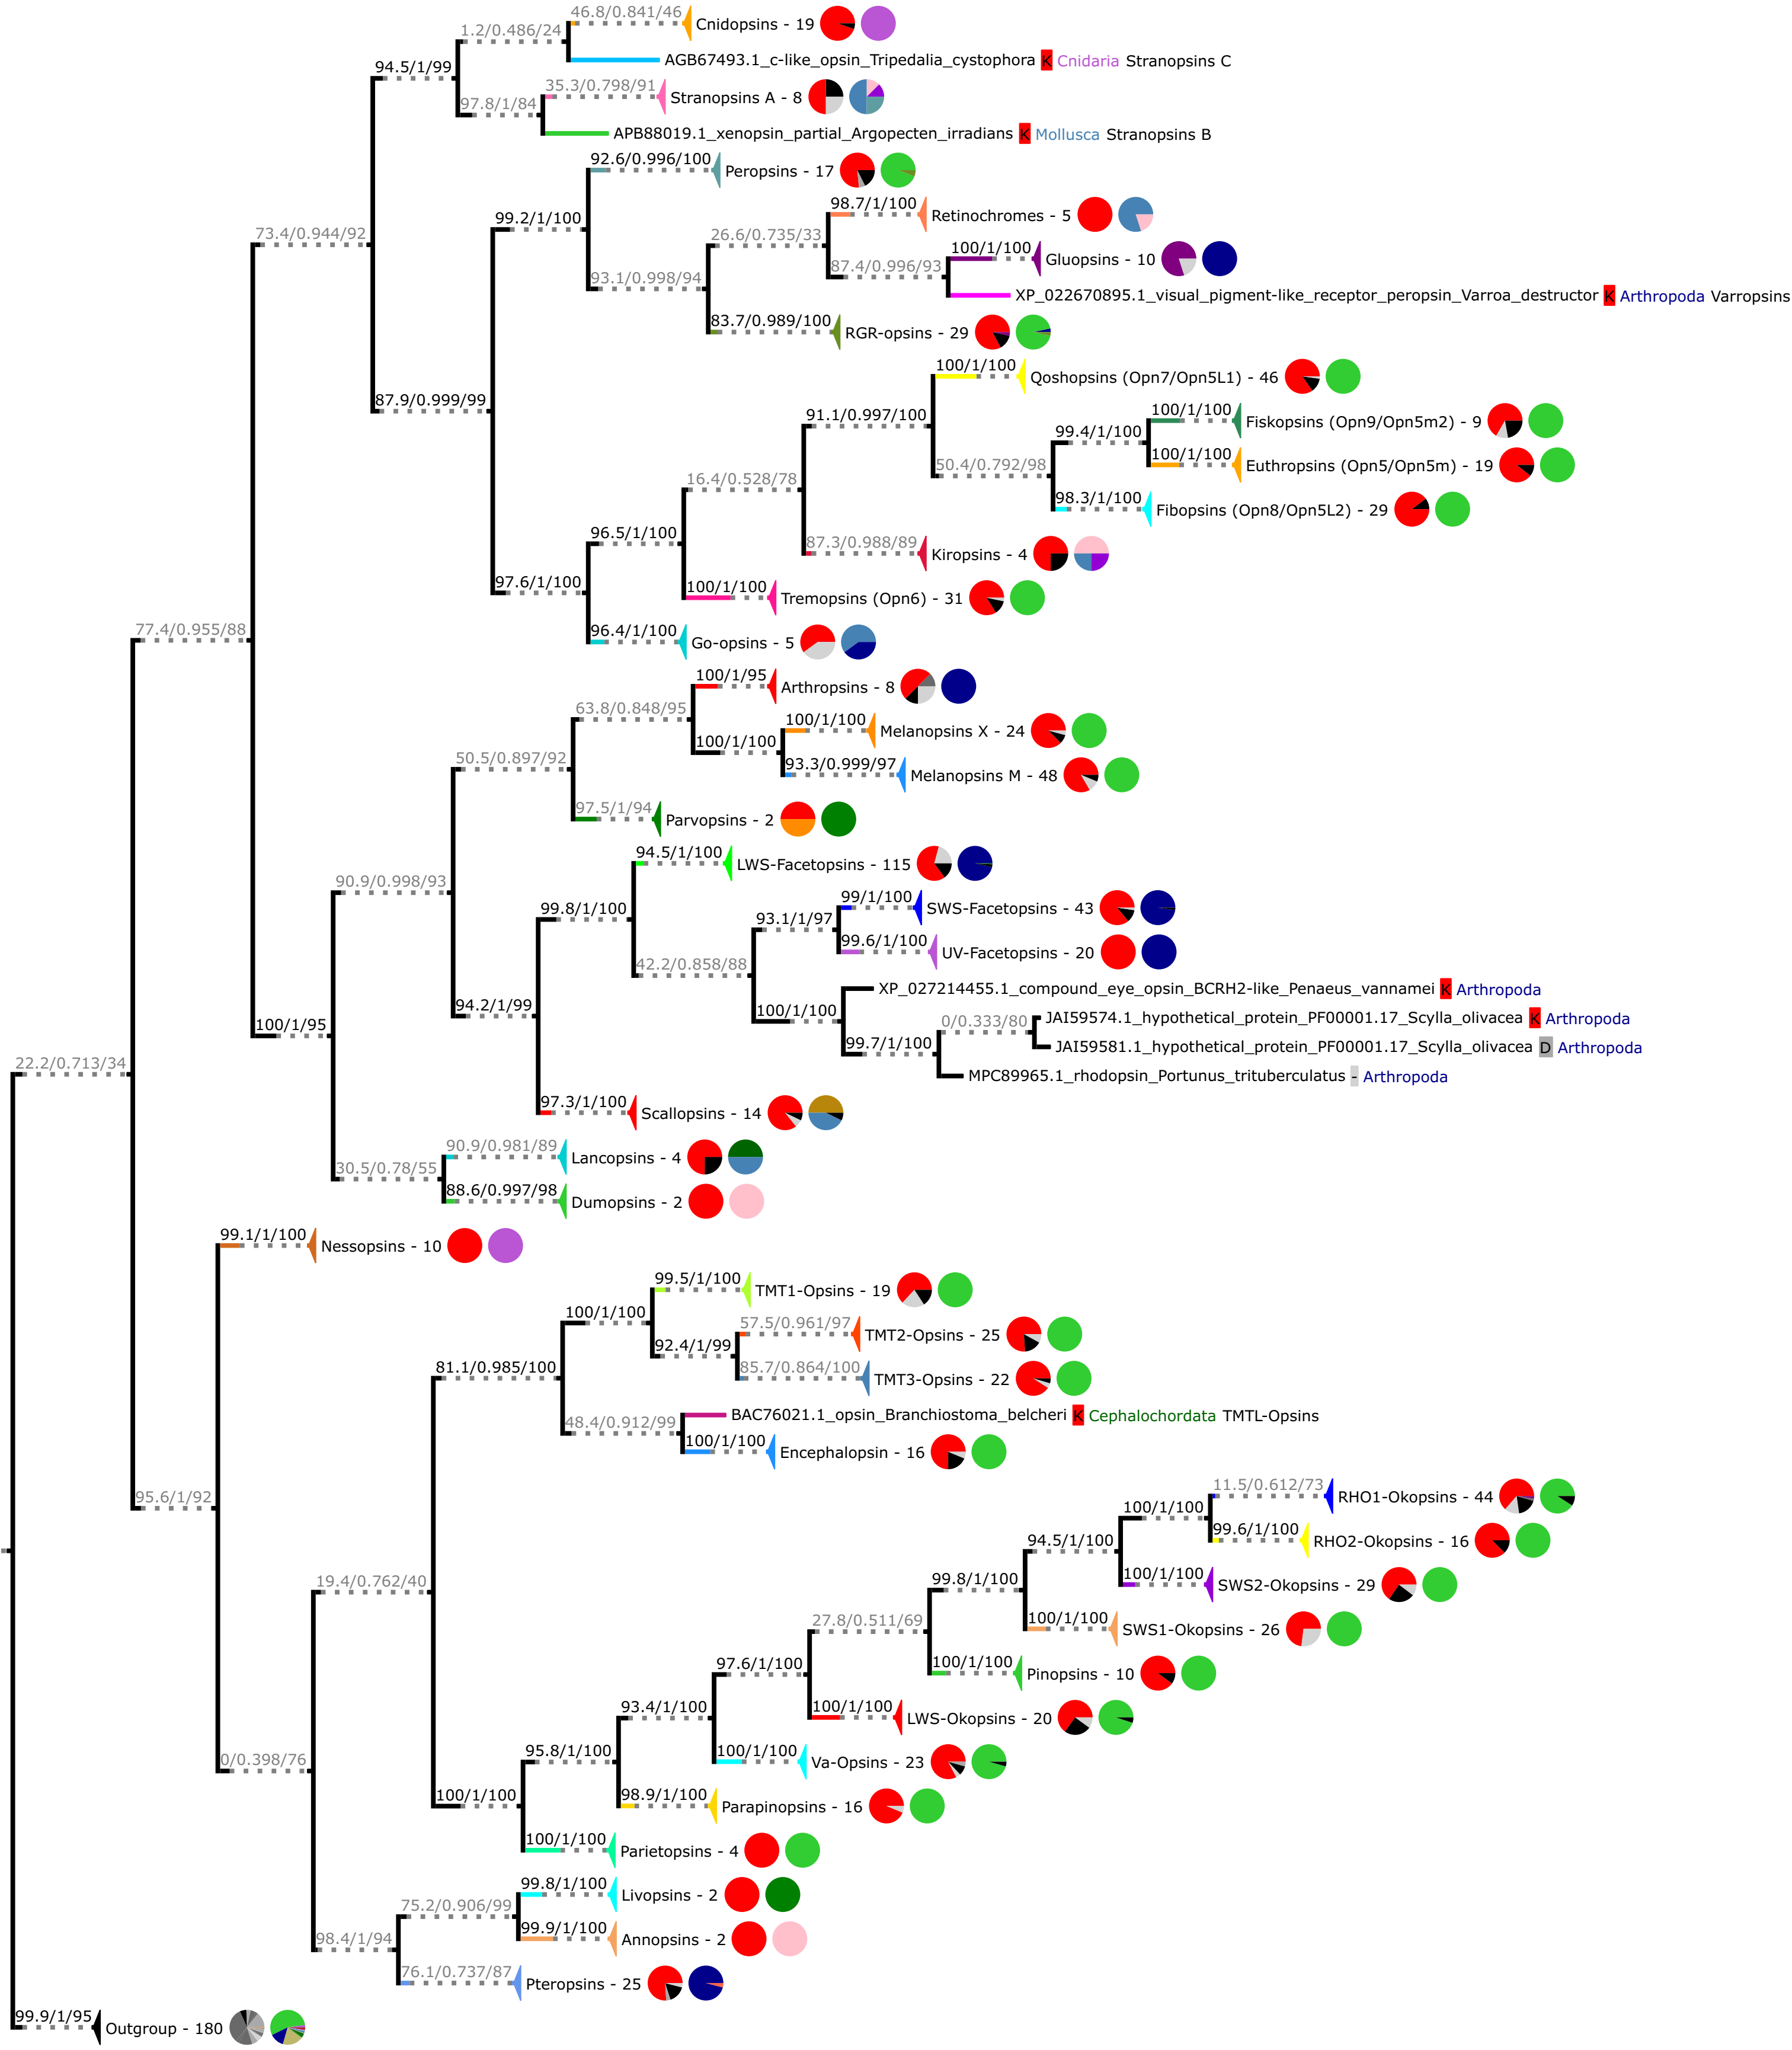 46.8/0.841/46
Cnidopsins - 19
1.2/0.486/24
AGB67493.1_c-like_opsin_Tripedalia_cystophora K Cnidaria Stranopsins C
94.5/1/99
35.3/0.798/91
Stranopsins A - 8
97.8/1/84
APB88019.1_xenopsin_partial_Argopecten_irradians K Mollusca Stranopsins B
92.6/0.996/100
Peropsins - 17
98.7/1/100
Retinochromes - 5
99.2/1/100
73.4/0.944/92
26.6/0.735/33
100/1/100
Gluopsins - 10
87.4/0.996/93
93.1/0.998/94
XP_022670895.1_visual_pigment-like_receptor_peropsin_Varroa_destructor K Arthropoda Varropsins
83.7/0.989/100
RGR-opsins - 29
100/1/100
Qoshopsins (Opn7/Opn5L1) - 46
87.9/0.999/99
91.1/0.997/100
100/1/100
Fiskopsins (Opn9/Opn5m2) - 9
99.4/1/100
100/1/100
Euthropsins (Opn5/Opn5m) - 19
50.4/0.792/98
16.4/0.528/78
98.3/1/100
Fibopsins (Opn8/Opn5L2) - 29
96.5/1/100
87.3/0.988/89
Kiropsins - 4
97.6/1/100
100/1/100
Tremopsins (Opn6) - 31
77.4/0.955/88
96.4/1/100
Go-opsins - 5
100/1/95
Arthropsins - 8
63.8/0.848/95
100/1/100
Melanopsins X - 24
100/1/100
50.5/0.897/92
93.3/0.999/97
Melanopsins M - 48
97.5/1/94
Parvopsins - 2
94.5/1/100
LWS-Facetopsins - 115
90.9/0.998/93
99/1/100
SWS-Facetopsins - 43
99.8/1/100
93.1/1/97
99.6/1/100
UV-Facetopsins - 20
42.2/0.858/88
XP_027214455.1_compound_eye_opsin_BCRH2-like_Penaeus_vannamei K Arthropoda
94.2/1/99
100/1/100
0/0.333/80
JAI59574.1_hypothetical_protein_PF00001.17_Scylla_olivacea K Arthropoda
100/1/95
99.7/1/100
JAI59581.1_hypothetical_protein_PF00001.17_Scylla_olivacea D Arthropoda
22.2/0.713/34
MPC89965.1_rhodopsin_Portunus_trituberculatus - Arthropoda
97.3/1/100
Scallopsins - 14
90.9/0.981/89
Lancopsins - 4
30.5/0.78/55
88.6/0.997/98
Dumopsins - 2
99.1/1/100
Nessopsins - 10
99.5/1/100
TMT1-Opsins - 19
100/1/100
57.5/0.961/97
TMT2-Opsins - 25
92.4/1/99
81.1/0.985/100
85.7/0.864/100
TMT3-Opsins - 22
BAC76021.1_opsin_Branchiostoma_belcheri K Cephalochordata TMTL-Opsins
48.4/0.912/99
100/1/100
Encephalopsin - 16
95.6/1/92
11.5/0.612/73
RHO1-Okopsins - 44
100/1/100
99.6/1/100
RHO2-Okopsins - 16
94.5/1/100
100/1/100
SWS2-Okopsins - 29
19.4/0.762/40
99.8/1/100
27.8/0.511/69
100/1/100
SWS1-Okopsins - 26
97.6/1/100
100/1/100
Pinopsins - 10
93.4/1/100
100/1/100
LWS-Okopsins - 20
0/0.398/76
95.8/1/100
100/1/100
Va-Opsins - 23
100/1/100
98.9/1/100
Parapinopsins - 16
100/1/100
Parietopsins - 4
99.8/1/100
Livopsins - 2
75.2/0.906/99
98.4/1/94
99.9/1/100
Annopsins - 2
76.1/0.737/87
Pteropsins - 25
99.9/1/95
Outgroup - 180